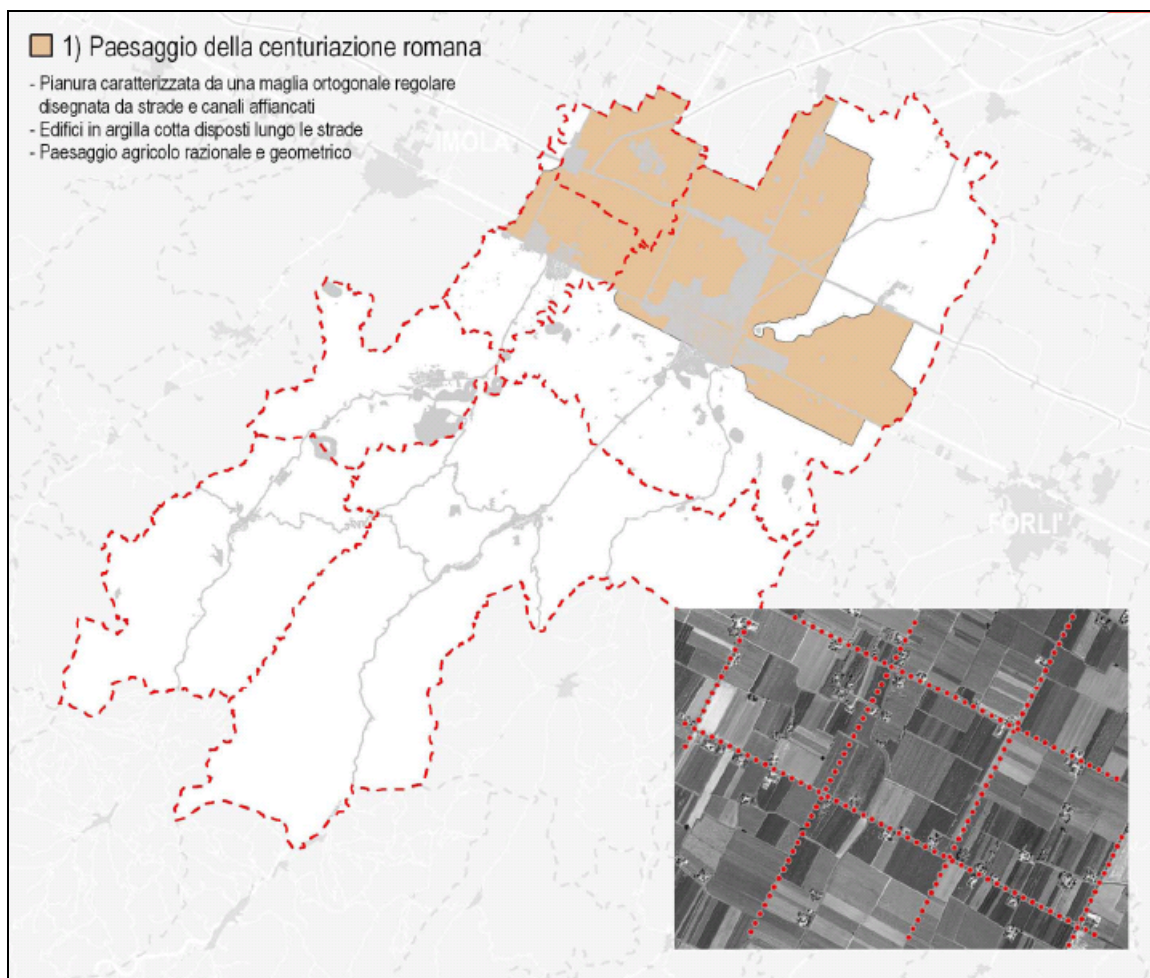 1) Paesaggio della centuriazione romana
- Pianura caratterizzata da una maglia ortogonale regolare
disegnata da strade e canali affiancati
- Edifici in argilla cotta disposti lungo le strade
- Paesaggio agricolo razionale e geometrico
IMOLA
FORLI'